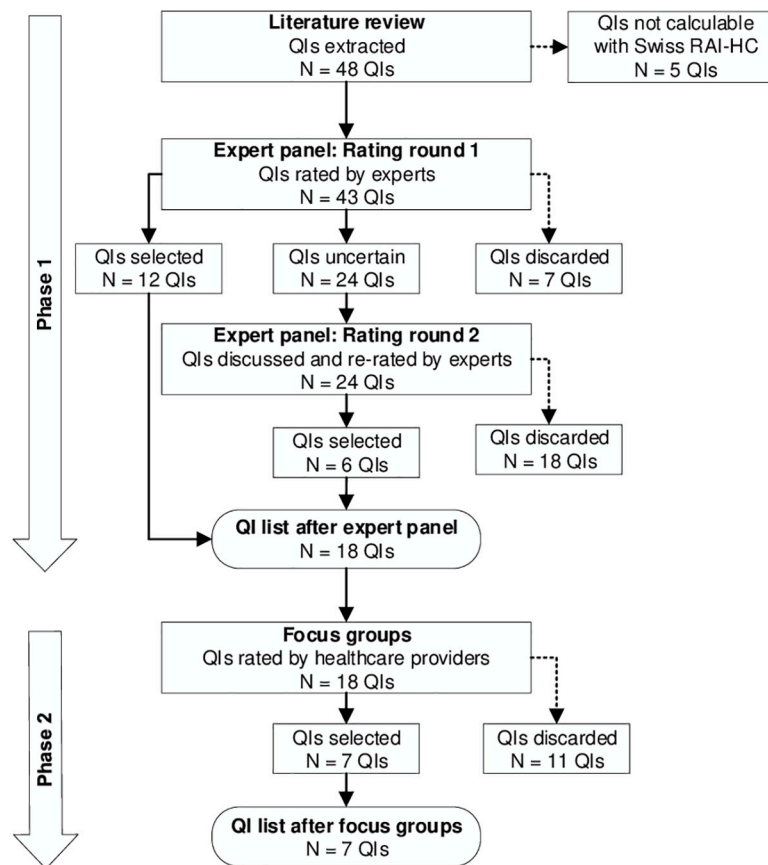 Literature review
QIs extracted
N = 48 QIs
QIs not calculable
with Swiss RAI-HC
N = 5 QIs
Phase 1
Expert panel: Rating round 1
QIs rated by experts
N = 43 QIs
QIs selected
N = 12 QIs
QIs uncertain
N = 24 QIs
QIs discarded
N = 7 QIs
Expert panel: Rating round 2
QIs discussed and re-rated by experts
N = 24 QIs
QIs selected
N = 6 QIs
QIs discarded
N = 18 QIs
QI list after expert panel
N = 18 QIs
Phase 2
Focus groups
QIs rated by healthcare providers
N = 18 QIs
QIs selected
N = 7 QIs
QIs discarded
N = 11 QIs
QI list after focus groups
N = 7 QIs